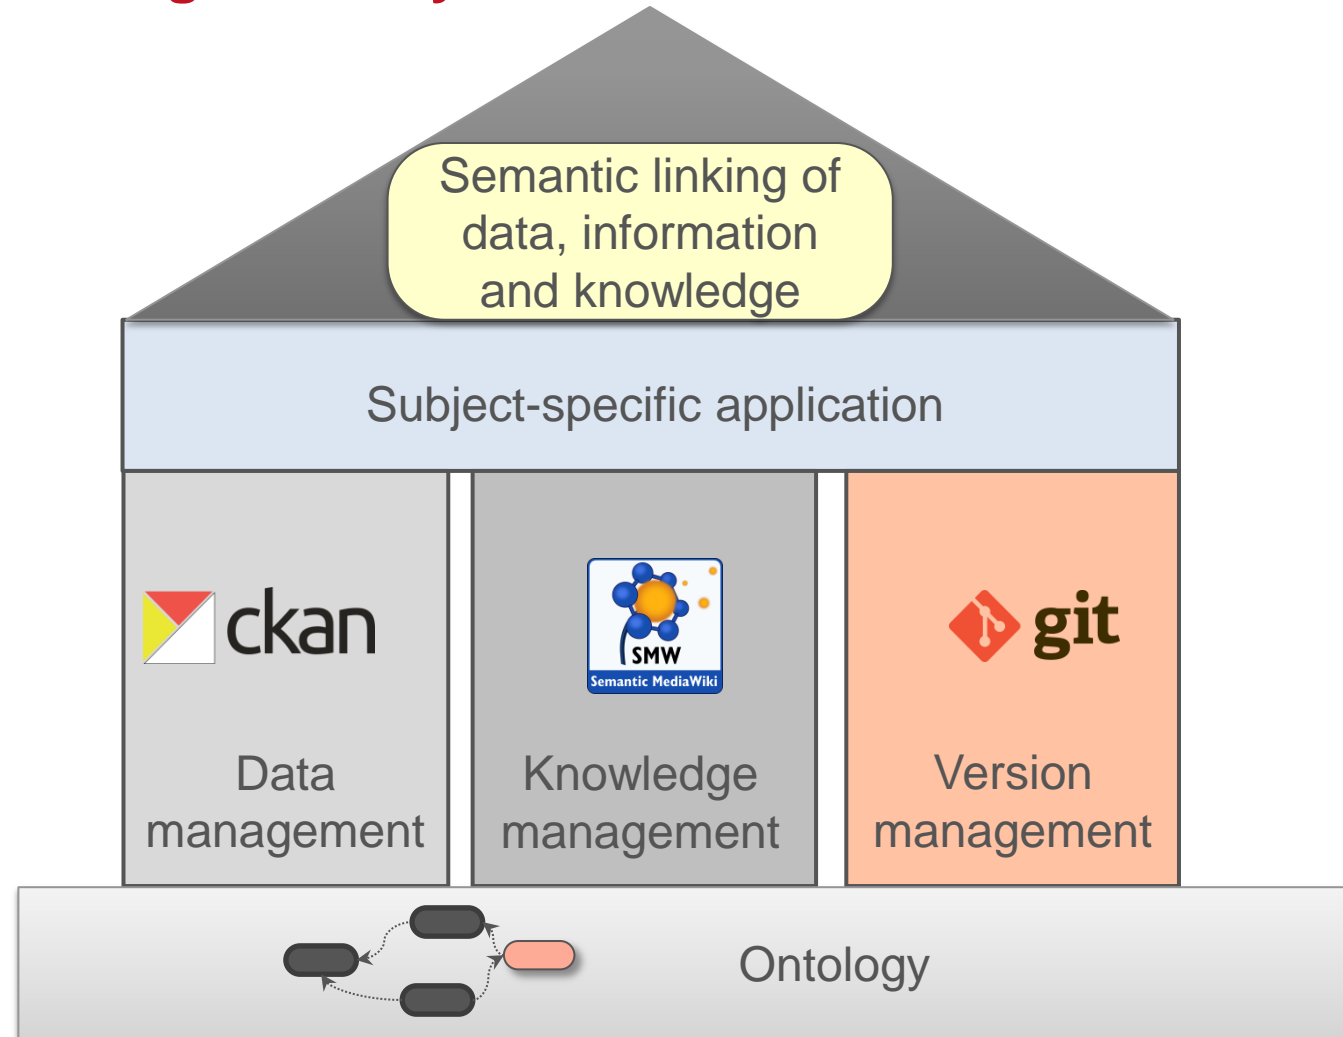 Semantic linking of
data, information
and knowledge
Subject-specific application
ckan
SMW
Semantic MediaWiki
git
Data
management
Knowledge
management
Version
management
Ontology